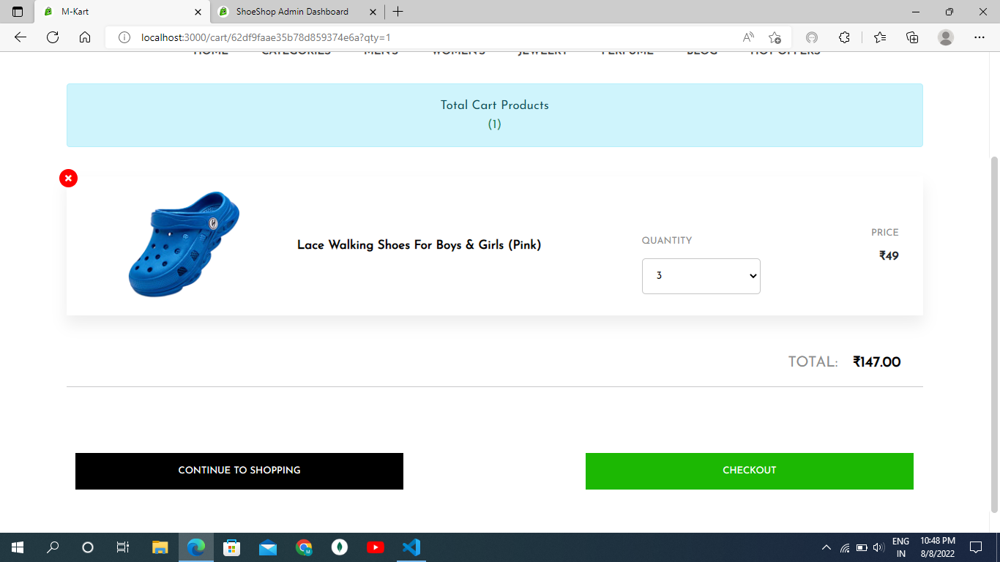 M-Kart
ShoeShop Admin Dashboard
localhost:3000/cart/62df9faae35b78d859374e6a?qty=1
HOME CATEGORIES MENS WOMENS JEWELRY PERFUME BLOG HOT OFFERS
Total Cart Products
(1)
Lace Walking Shoes For Boys & Girls (Pink)
QUANTITY
3
PRICE
₹49
TOTAL: ₹147.00
CONTINUE TO SHOPPING
CHECKOUT
ENG
IN
10:48 PM
8/8/2022